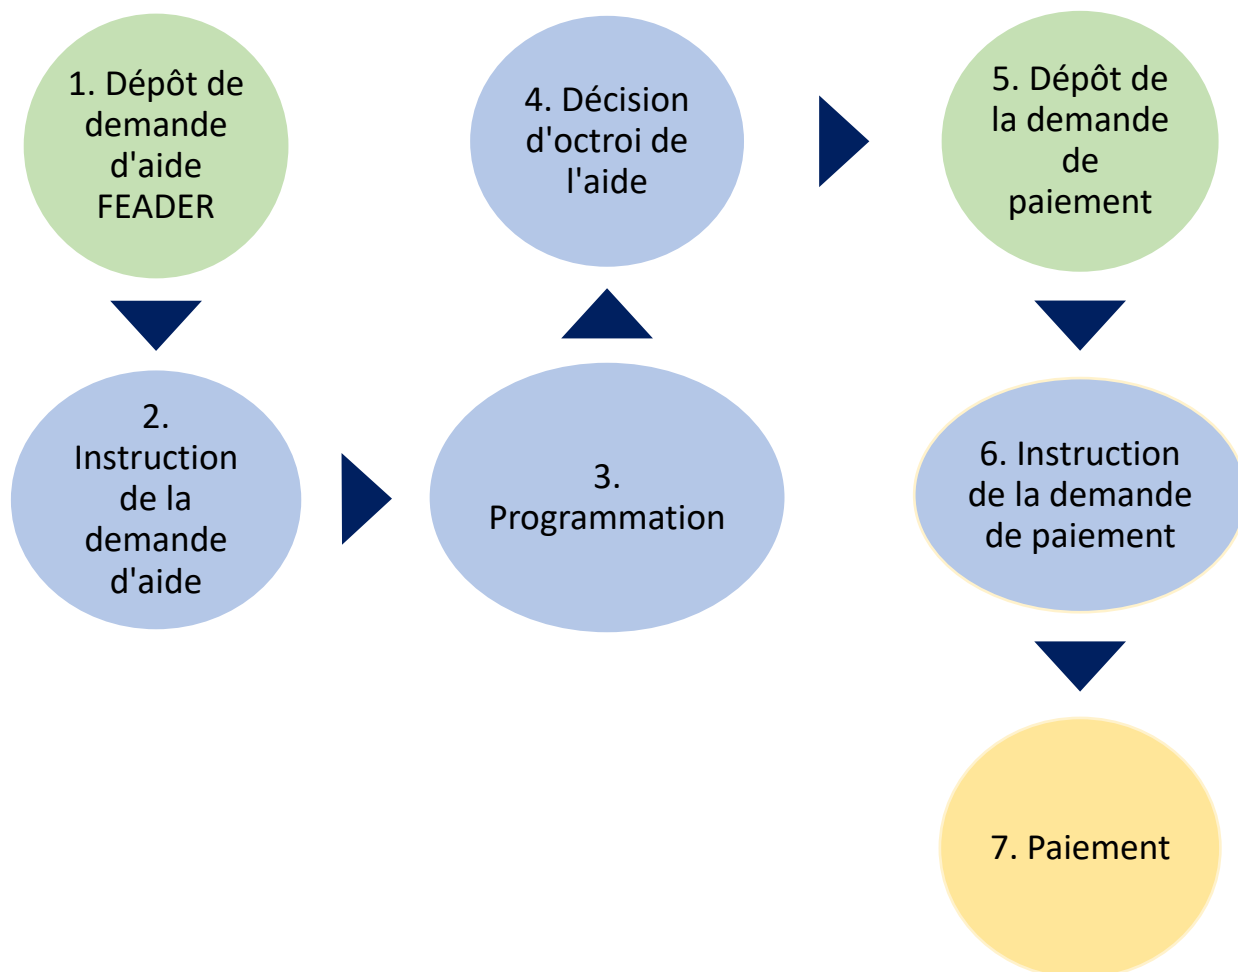 1. Dépôt de
demande
d'aide
FEADER
2.
Instruction
de la
demande
d'aide
3.
Programmation
4. Décision
d'octroi de
l'aide
5. Dépôt de
la demande
de
paiement
6. Instruction
de la demande
de paiement
7. Paiement